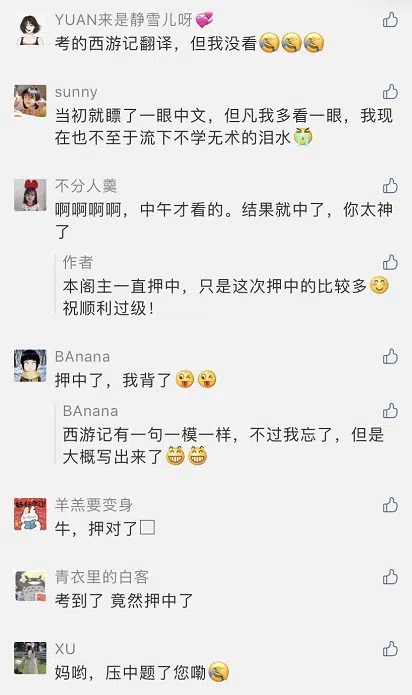 YUAN来是静雪儿呀
考的西游记翻译，但我没看
sunny
当初就瞟了一眼中文，但凡我多看一眼，我现
在也不至于流下不学无术的泪水
不分人羹
啊啊啊啊，中午才看的。结果就中了，你太神
了
作者
本阁主一直押中，只是这次押中的比较多
祝顺利过级！
BAnana
押中了，我背了
BAnana
西游记有一句一模一样，不过我忘了，但是
大概写出来了
羊羔要变身
牛，押对了□
青衣里的白客
考到了 竟然押中了
XU
妈哟，压中题了您嘞